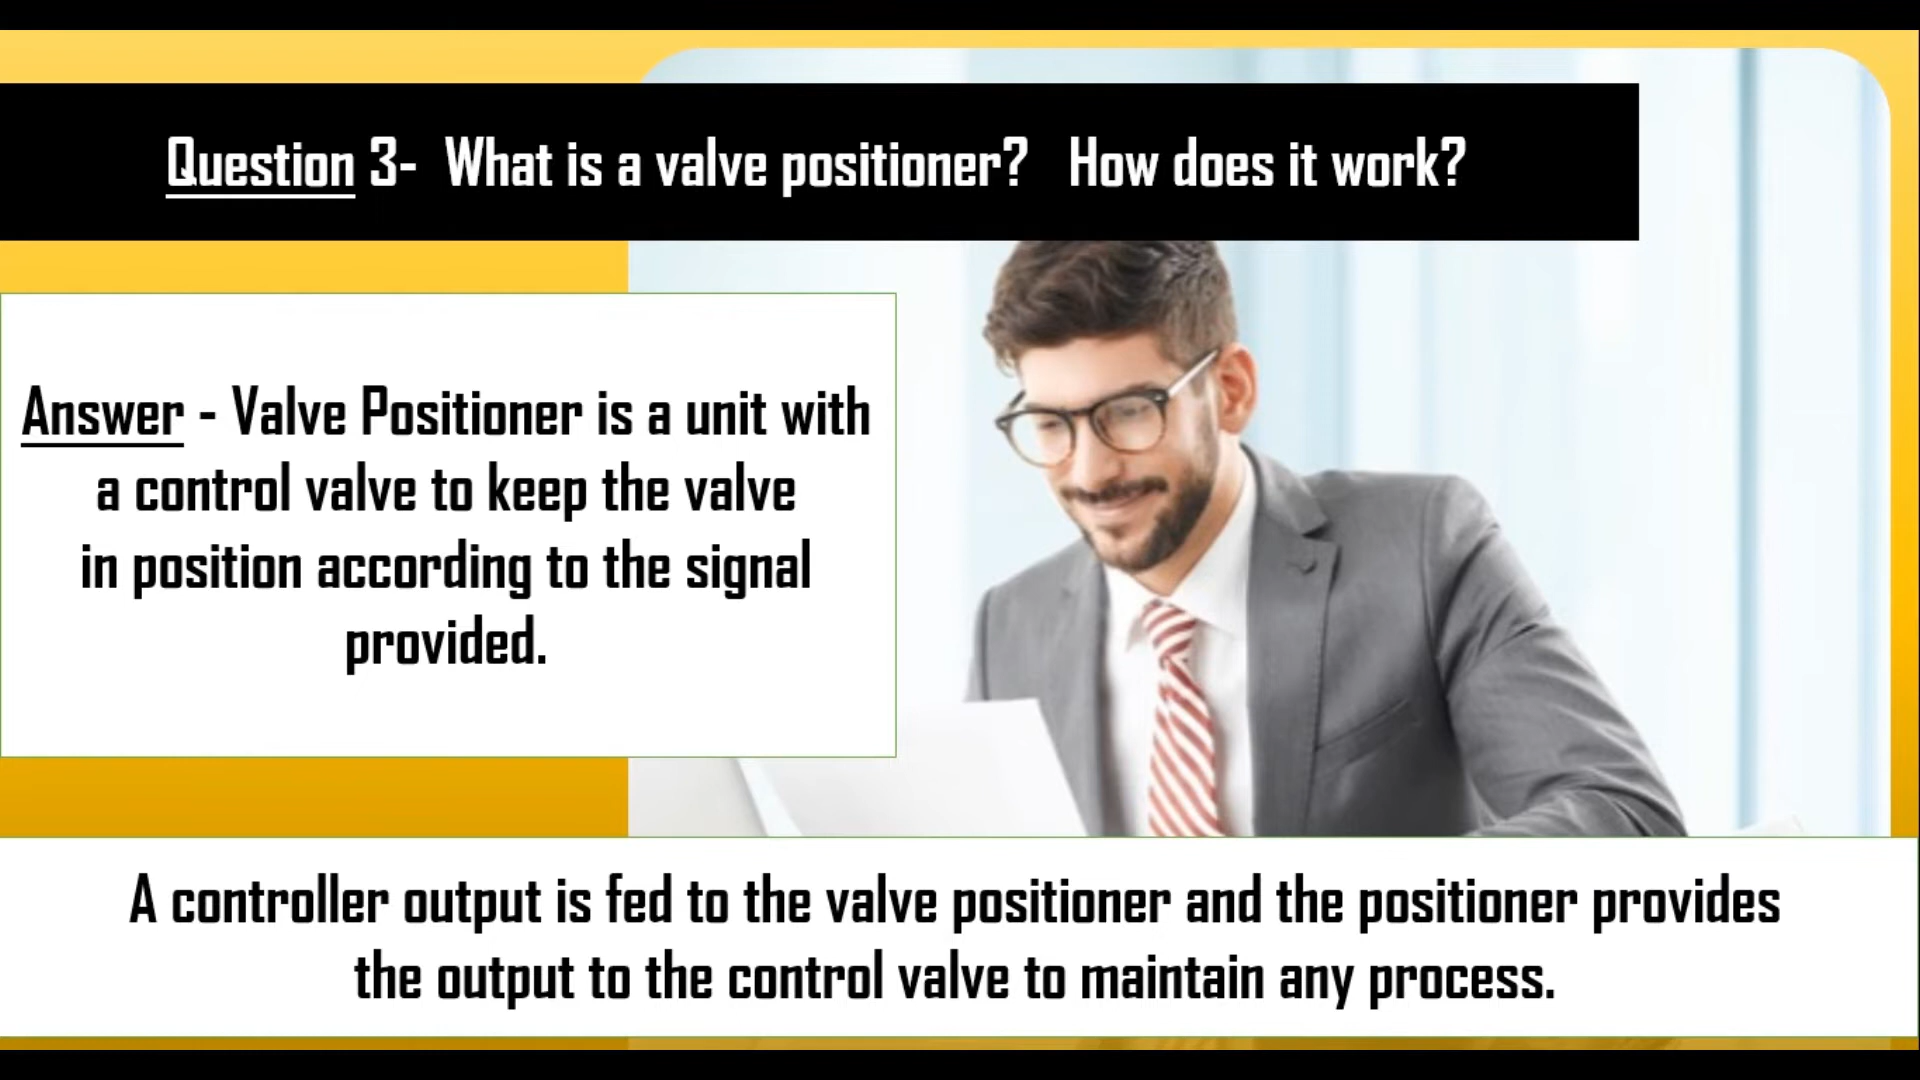 Question 3- What is a valve positioner? How does it work?
Answer - Valve Positioner is a unit with
a control valve to keep the valve
in position according to the signal
provided.
A controller output is fed to the valve positioner and the positioner provides
the output to the control valve to maintain any process.